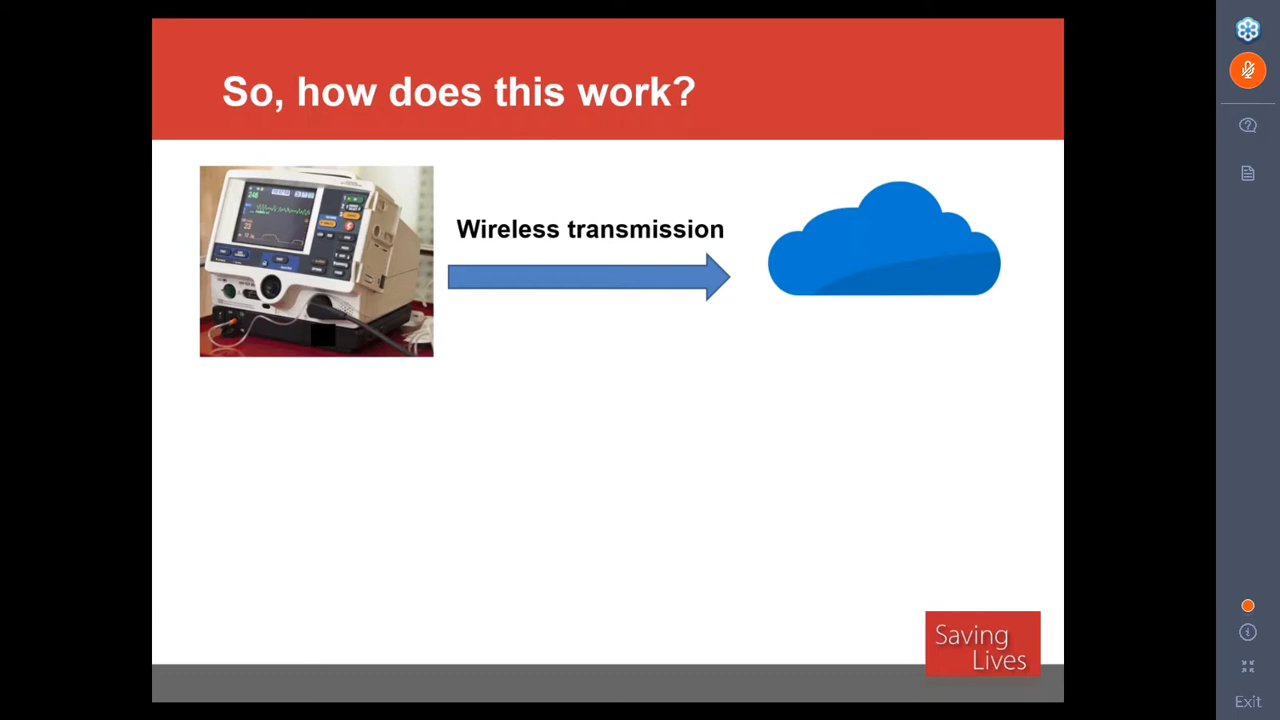 So, how does this work?
Wireless transmission
Saving
Lives
Exit